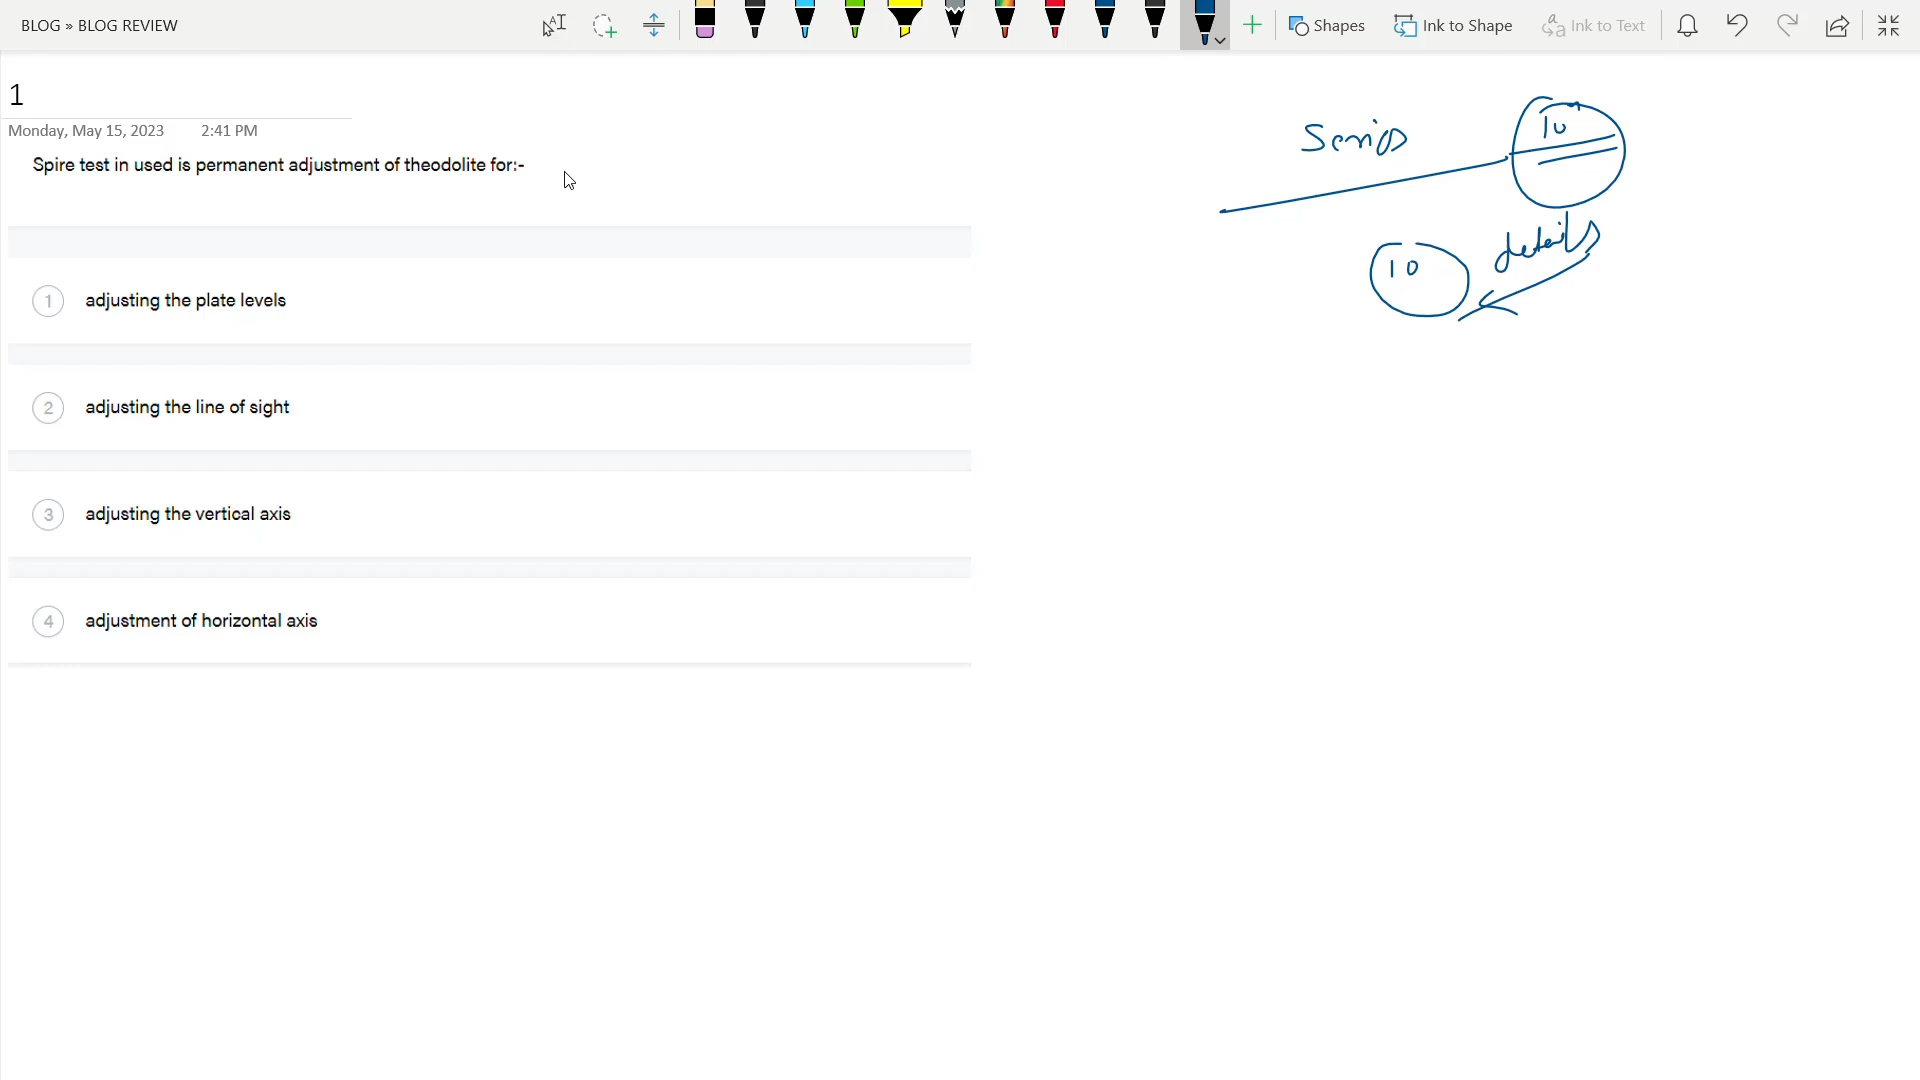 BLOG » BLOG REVIEW
Shapes
Ink to Shape
Ink to Text
1
Monday, May 15, 2023 2:41 PM
Spire test in used is permanent adjustment of theodolite for:-
1 adjusting the plate levels
2 adjusting the line of sight
3 adjusting the vertical axis
4 adjustment of horizontal axis
Series
10
details
10